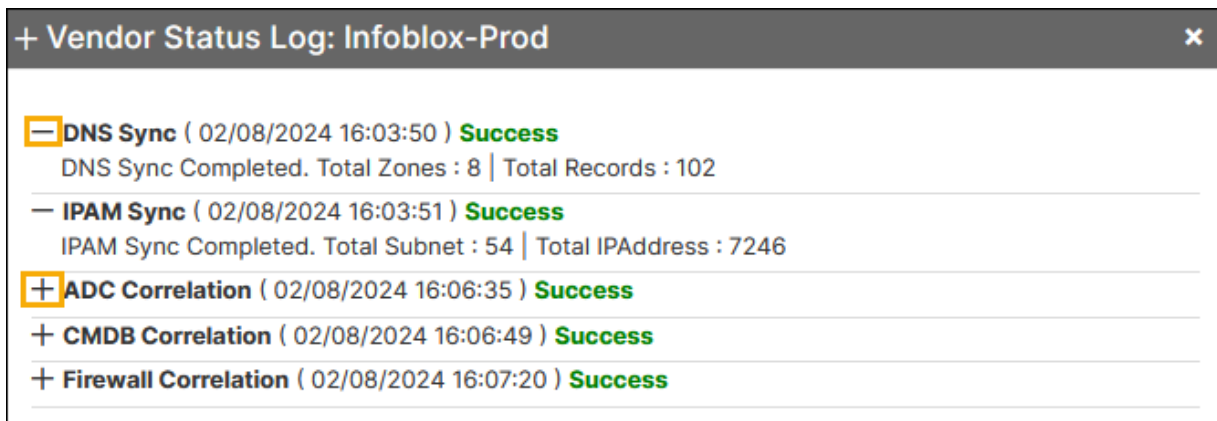 + Vendor Status Log: Infoblox-Prod ×
— DNS Sync ( 02/08/2024 16:03:50 ) Success
DNS Sync Completed. Total Zones : 8 | Total Records : 102
— IPAM Sync ( 02/08/2024 16:03:51 ) Success
IPAM Sync Completed. Total Subnet : 54 | Total IPAddress : 7246
+ ADC Correlation ( 02/08/2024 16:06:35 ) Success
+ CMDB Correlation ( 02/08/2024 16:06:49 ) Success
+ Firewall Correlation ( 02/08/2024 16:07:20 ) Success